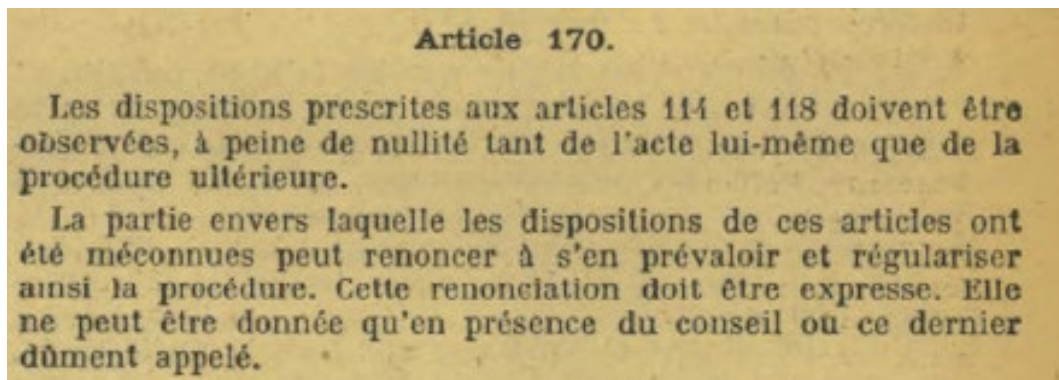 Article 170.
Les dispositions prescrites aux articles 114 et 118 doivent être
observées, à peine de nullité tant de l'acte lui-même que de la
procédure ultérieure.
La partie envers laquelle les dispositions de ces articles ont
été méconnues peut renoncer à s'en prévaloir et régulariser
ainsi la procédure. Cette renonciation doit être expresse. Elle
ne peut être donnée qu'en présence du conseil ou ce dernier
dûment appelé.